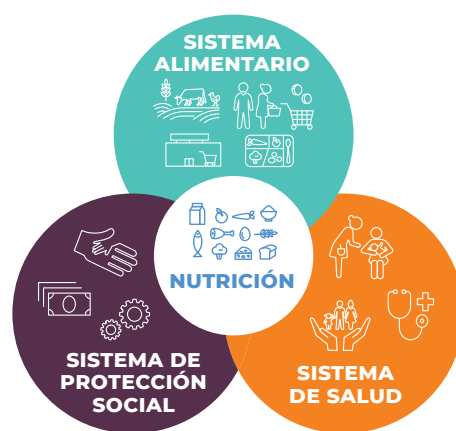 SISTEMA
ALIMENTARIO
NUTRICIÓN
SISTEMA DE
PROTECCIÓN
SOCIAL
SISTEMA
DE SALUD